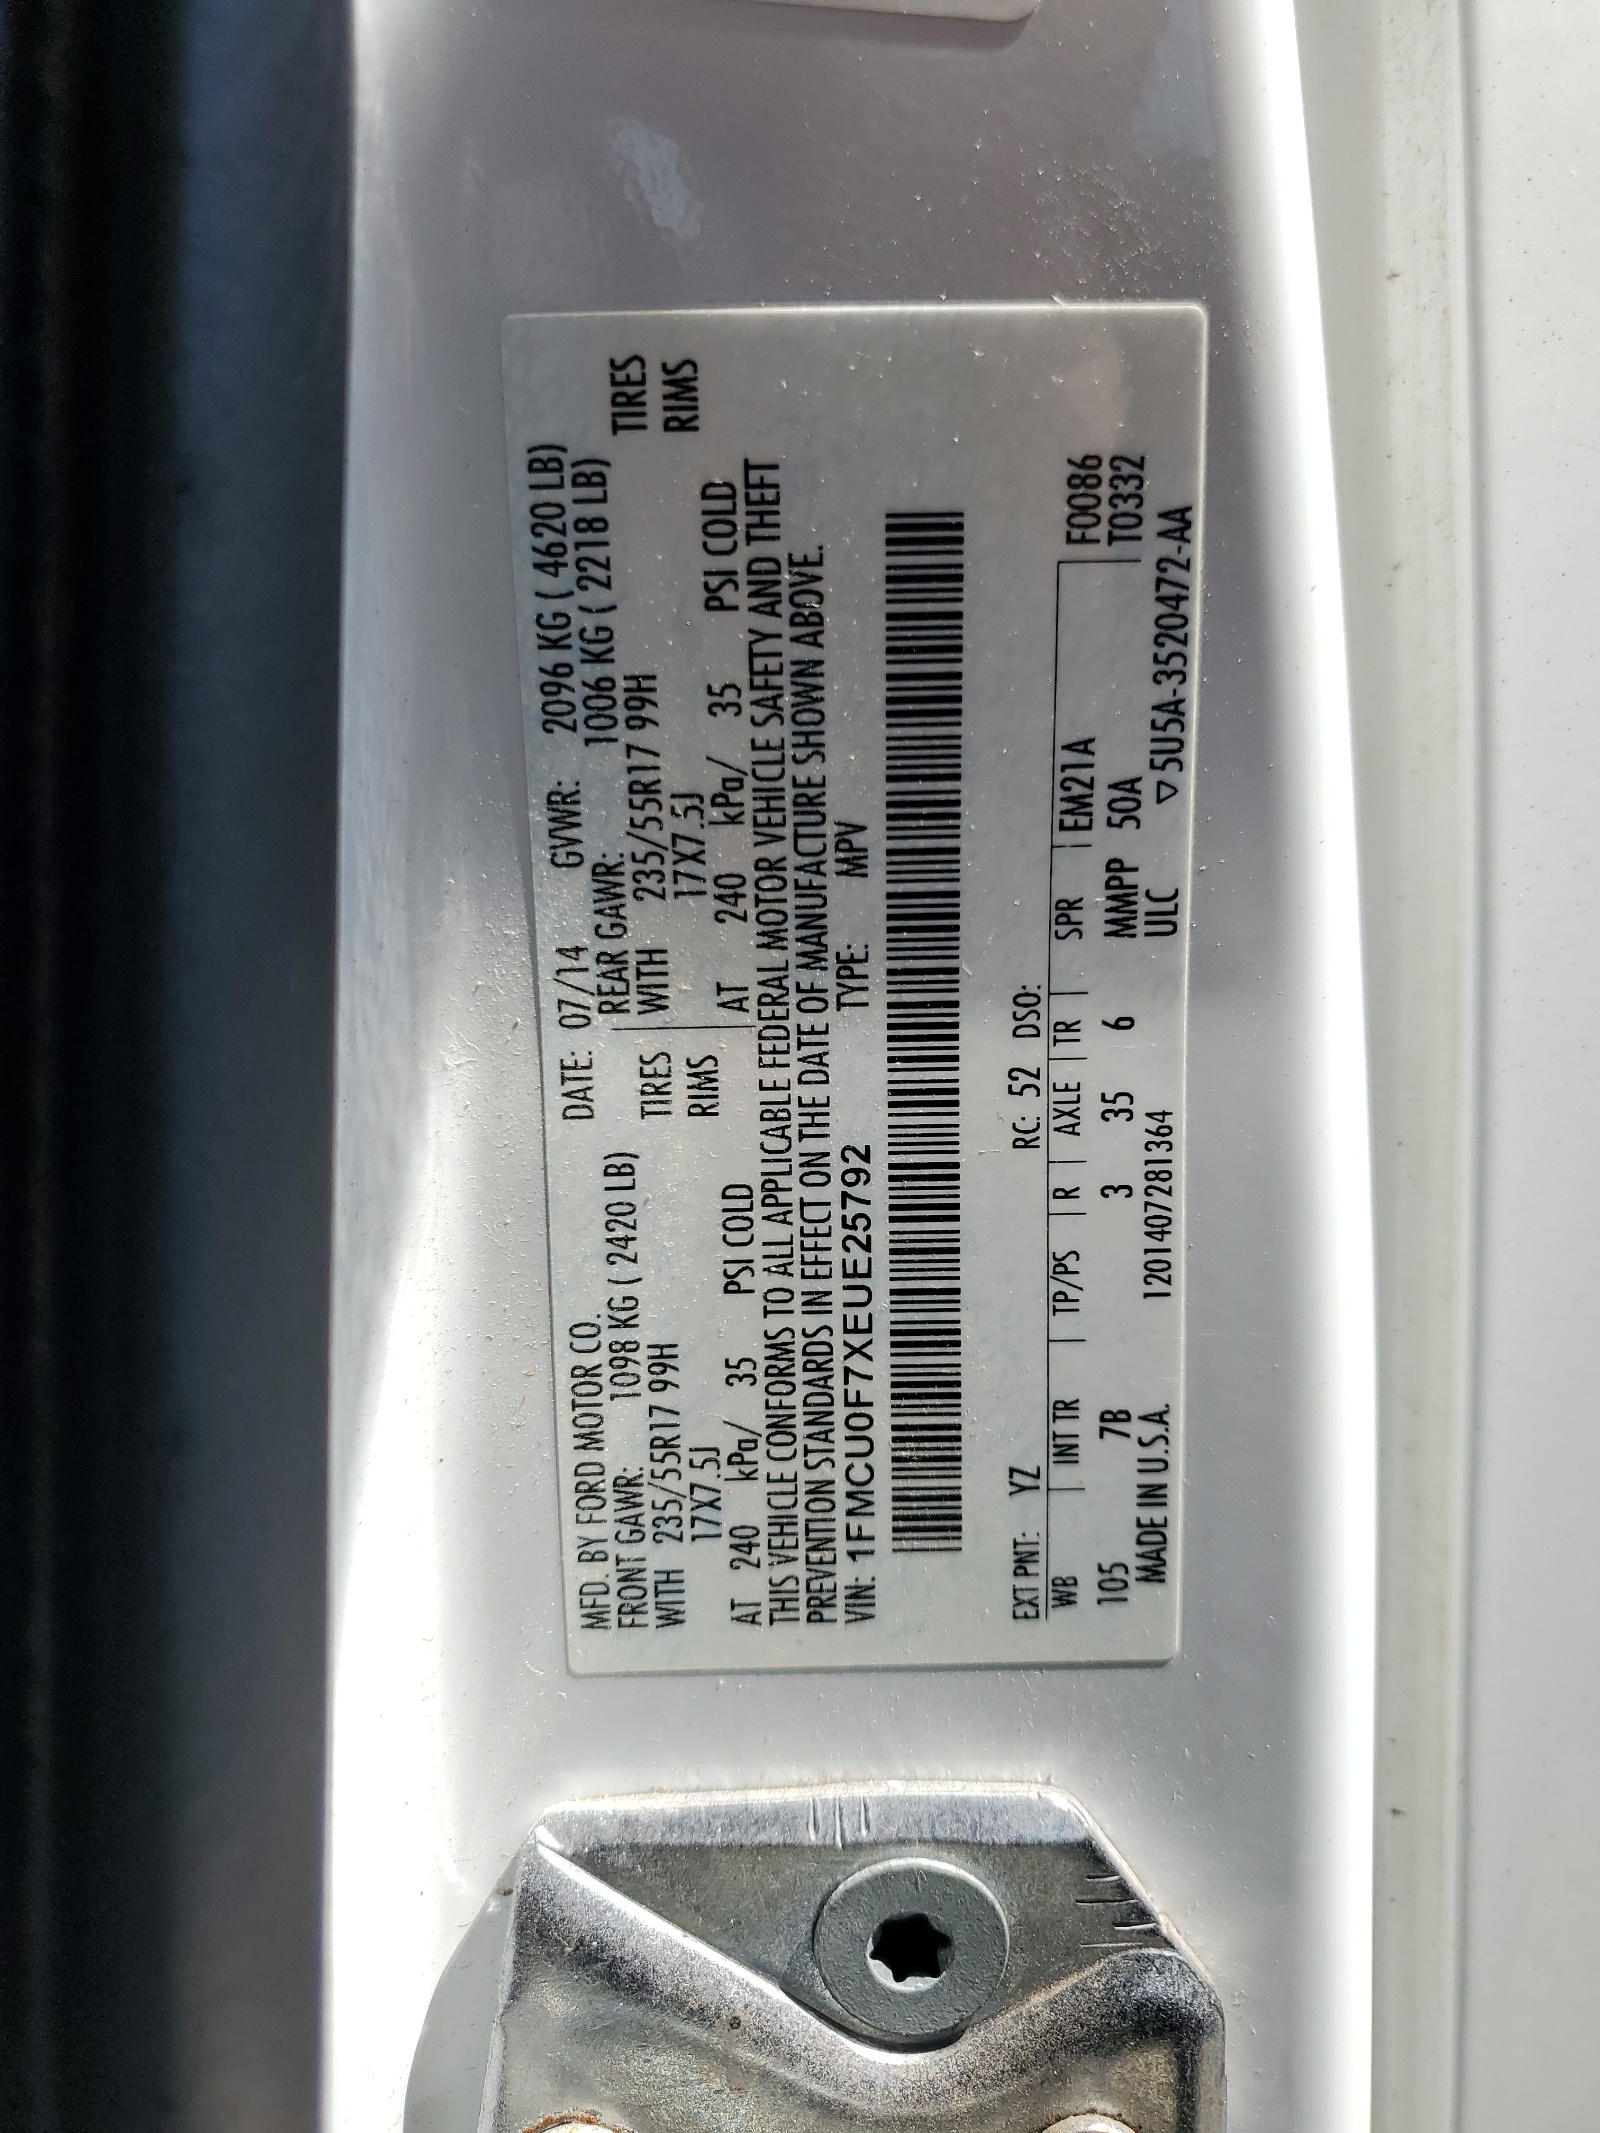 MFD. BY FORD MOTOR CO. DATE: 07/14 GVWR: 2096 KG ( 4620 LB)
FRONT GAWR: 1098 KG ( 2420 LB) REAR GAWR: 1006 KG ( 2218 LB)
WITH 235/55R17 99H TIRES WITH 235/55R17 99H TIRES
17X7.5J RIMS 17X7.5J RIMS
AT 240 kPa/ 35 PSI COLD AT 240 kPa/ 35 PSI COLD
THIS VEHICLE CONFORMS TO ALL APPLICABLE FEDERAL MOTOR VEHICLE SAFETY AND THEFT
PREVENTION STANDARDS IN EFFECT ON THE DATE OF MANUFACTURE SHOWN ABOVE.
VIN: 1FMCU0F7XEUE25792 TYPE: MPV
EXT PNT: YZ RC: 52 DSO:
WB INT TR TP/PS R AXLE TR SPR EM21A F0086
105 7B 3 35 6 MMPP 50A T0332
MADE IN U.S.A. 1201407281364 ULC ▽5U5A-3520472-AA